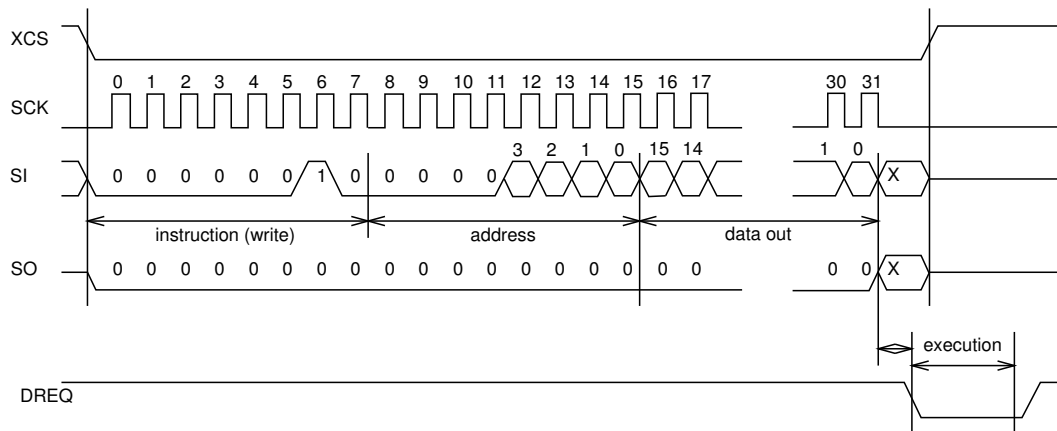 XCS
0 1 2 3 4 5 6 7 8 9 10 11 12 13 14 15 16 17 30 31
SCK
3 2 1 0 15 14 1 0
SI 0 0 0 0 0 0 1 0 0 0 0 0 X
instruction (write) address data out
SO 0 0 0 0 0 0 0 0 0 0 0 0 0 0 0 0 0 0 0 0 X
execution
DREQ